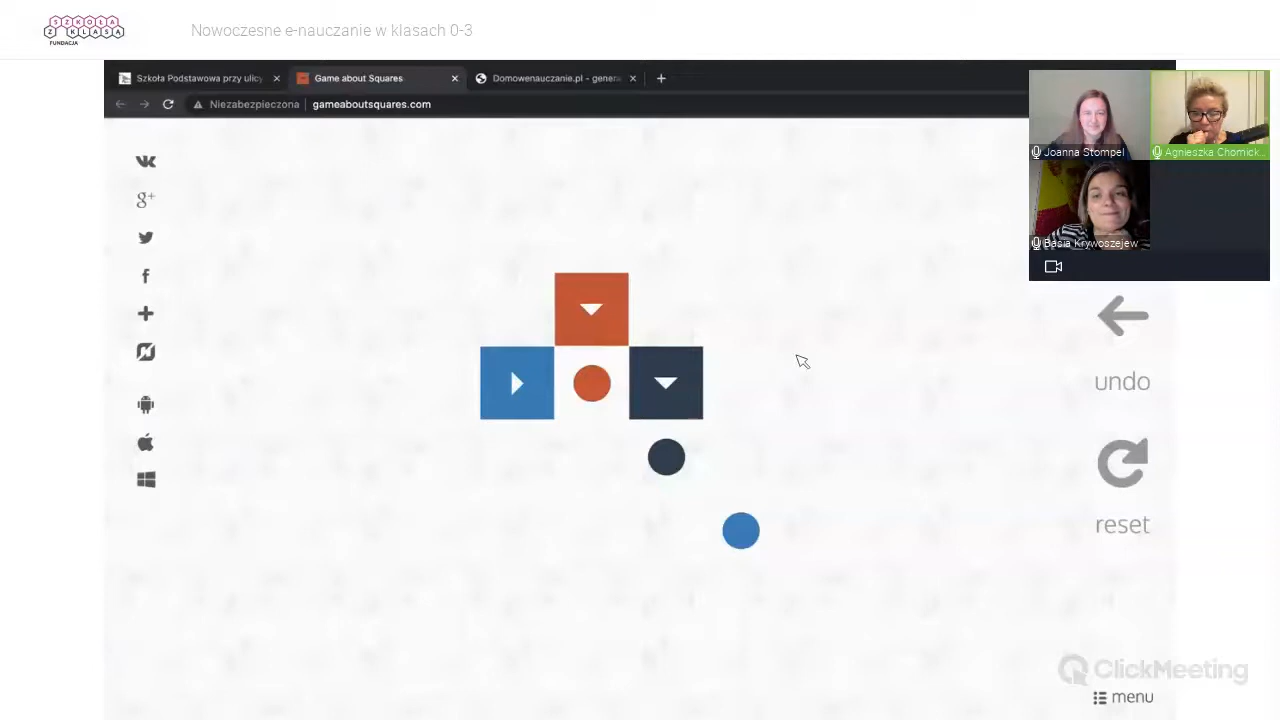 SZKOŁA
Z KLASĄ
FUNDACJA
Nowoczesne e-nauczanie w klasach 0-3
Szkoła Podstawowa przy ulicy
Game about Squares
Domowenauczanie.pl - gener
Niezabezpieczona
gameaboutsquares.com
Joanna Stompel
Agnieszka Chomick...
Basia Krywoszejew
undo
reset
ClickMeeting
menu